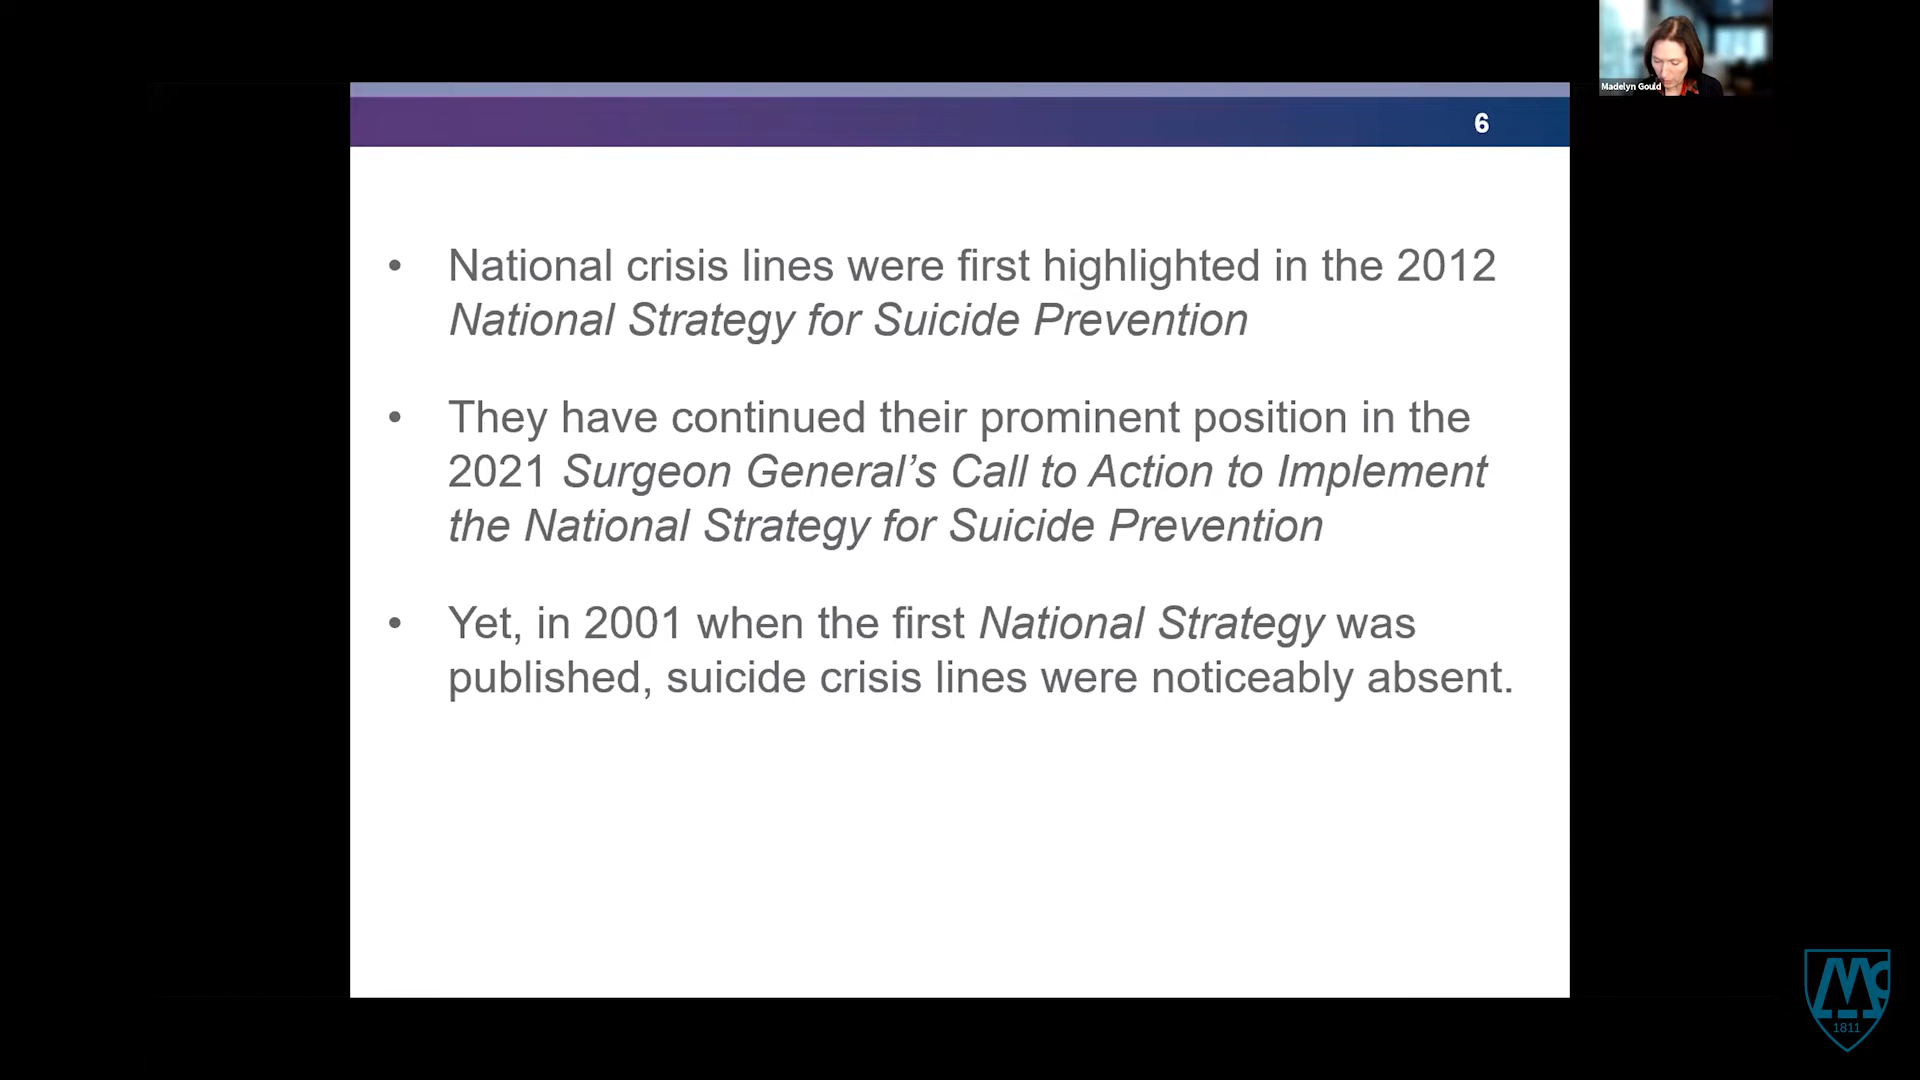 Madelyn Gould
6
• National crisis lines were first highlighted in the 2012
National Strategy for Suicide Prevention
• They have continued their prominent position in the
2021 Surgeon General’s Call to Action to Implement
the National Strategy for Suicide Prevention
• Yet, in 2001 when the first National Strategy was
published, suicide crisis lines were noticeably absent.
Mc
1811